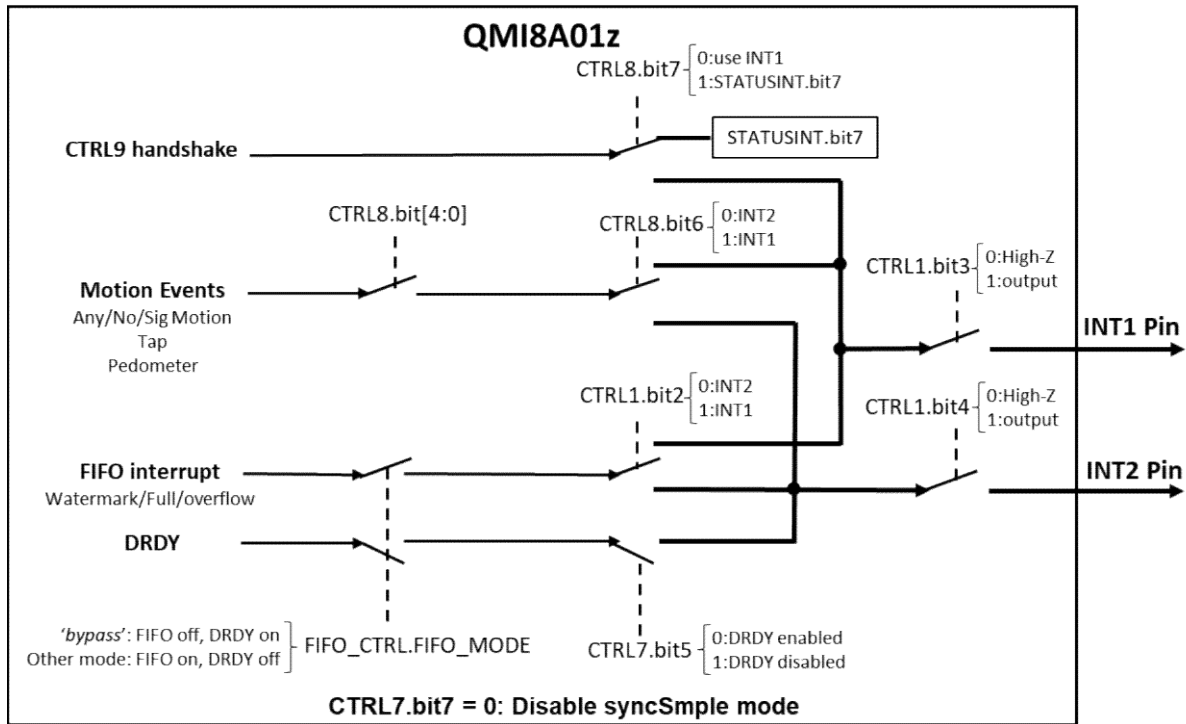 QMI8A01z
CTRL8.bit7
0:use INT1
1:STATUSINT.bit7
CTRL9 handshake
STATUSINT.bit7
CTRL8.bit[4:0]
CTRL8.bit6
0:INT2
1:INT1
CTRL1.bit3
0:High-Z
1:output
Motion Events
Any/No/Sig Motion
Tap
Pedometer
INT1 Pin
CTRL1.bit2
0:INT2
1:INT1
CTRL1.bit4
0:High-Z
1:output
FIFO interrupt
Watermark/Full/overflow
INT2 Pin
DRDY
'bypass': FIFO off, DRDY on
Other mode: FIFO on, DRDY off
FIFO_CTRL.FIFO_MODE
CTRL7.bit5
0:DRDY enabled
1:DRDY disabled
CTRL7.bit7 = 0: Disable syncSmple mode